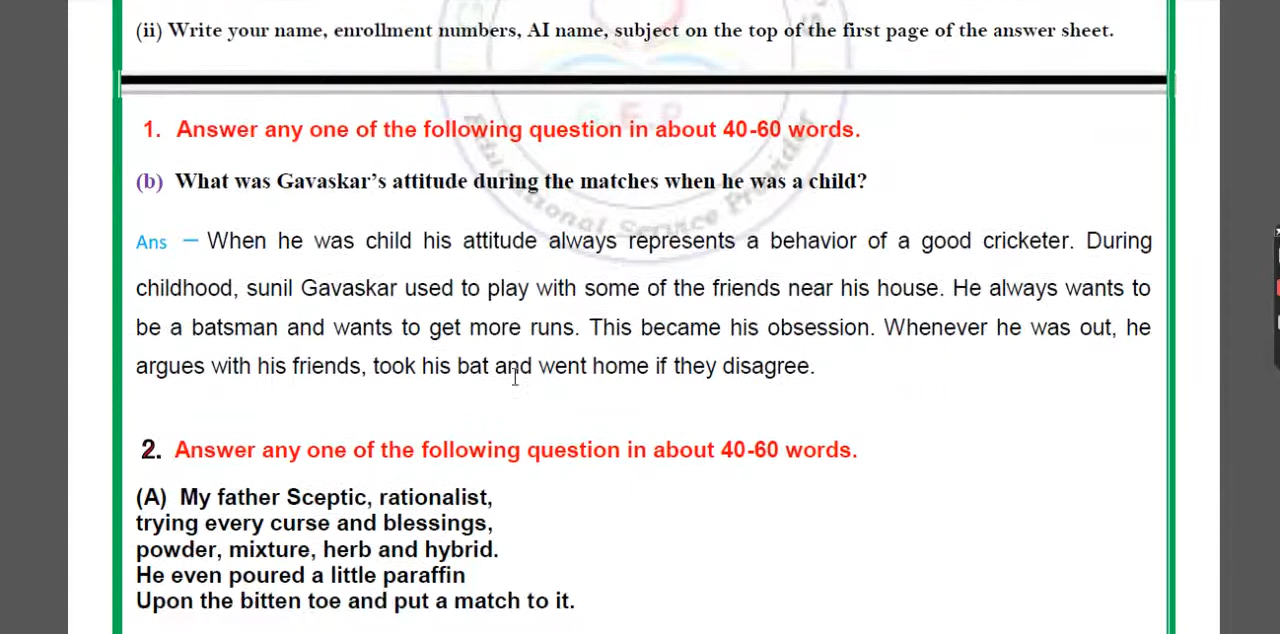 (ii) Write your name, enrollment numbers, AI name, subject on the top of the first page of the answer sheet.
G.E.P
Educational Service Provider
1. Answer any one of the following question in about 40-60 words.
(b) What was Gavaskar's attitude during the matches when he was a child?
Ans – When he was child his attitude always represents a behavior of a good cricketer. During
childhood, sunil Gavaskar used to play with some of the friends near his house. He always wants to
be a batsman and wants to get more runs. This became his obsession. Whenever he was out, he
argues with his friends, took his bat and went home if they disagree.
2. Answer any one of the following question in about 40-60 words.
(A) My father Sceptic, rationalist,
trying every curse and blessings,
powder, mixture, herb and hybrid.
He even poured a little paraffin
Upon the bitten toe and put a match to it.